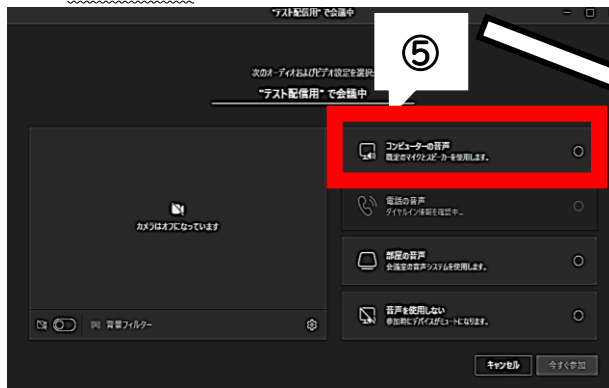 "テスト配信用" で会議中
⑤
次のオーディオおよびビデオ設定を選択
"テスト配信用" で会議中
コンピューターの音声
既定のマイクとスピーカーを使用します。
電話の音声
ダイヤルイン情報を確認中...
カメラはオフになっています
部屋の音声
会議室の音声システムを使用します。
音声を使用しない
参加時にデバイスがミュートになります。
背景フィルター
キャンセル
今すぐ参加